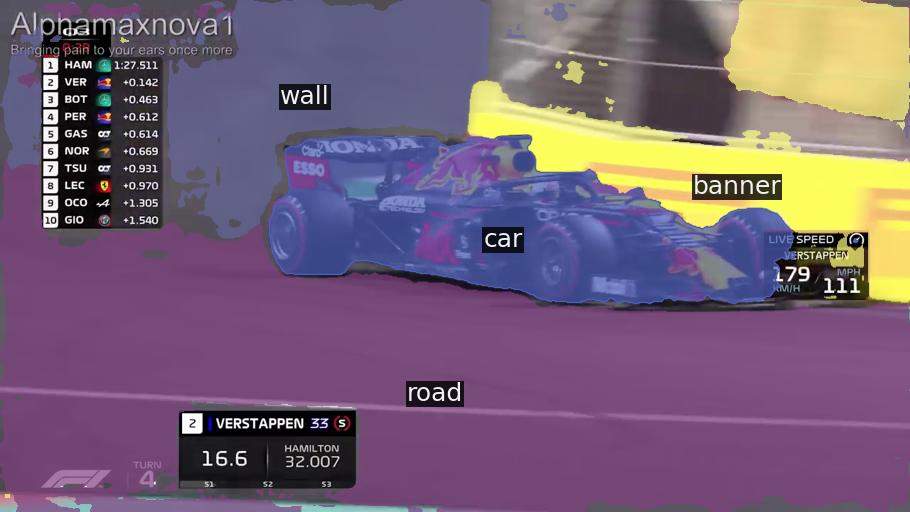 Alphamaxnova1
Bringing pain to your ears once more
1 HAM 1:27.511
2 VER +0.142
3 BOT +0.463
4 PER +0.612
5 GAS +0.614
6 NOR +0.669
7 TSU +0.931
8 LEC +0.970
9 OCO +1.305
10 GIO +1.540
wall
HONDA
ESSO
HONDA
banner
car
LIVE SPEED
VERSTAPPEN
179 KM/H
111 MPH
road
2 VERSTAPPEN 33 S
16.6
HAMILTON
32.007
S1 S2 S3
F1
TURN
4